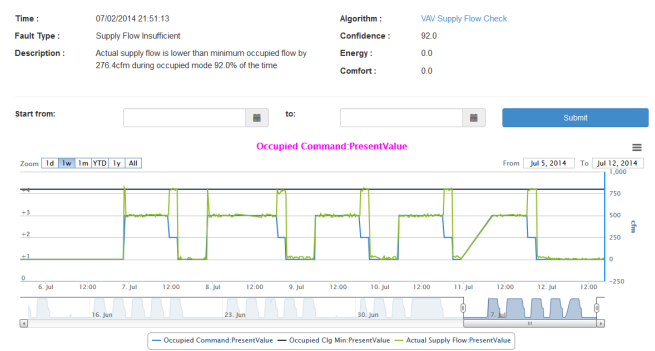 Time : 07/02/2014 21:51:13 Algorithm : VAV Supply Flow Check
Fault Type : Supply Flow Insufficient Confidence : 92.0
Description : Actual supply flow is lower than minimum occupied flow by Energy : 0.0
276.4cfm during occupied mode 92.0% of the time Comfort : 0.0
Start from: to: Submit
Occupied Command:PresentValue
Zoom 1d 1w 1m YTD 1y All From Jul 5, 2014 To Jul 12, 2014
1,000
+4 750
+3 500
cfm
+2 250
+1 0
0 -250
6. Jul 12:00 7. Jul 12:00 8. Jul 12:00 9. Jul 12:00 10. Jul 12:00 11. Jul 12:00 12. Jul 12:00
16. Jun 23. Jun 30. Jun 7. Jul
Occupied Command:PresentValue Occupied Clg Min:PresentValue Actual Supply Flow:PresentValue